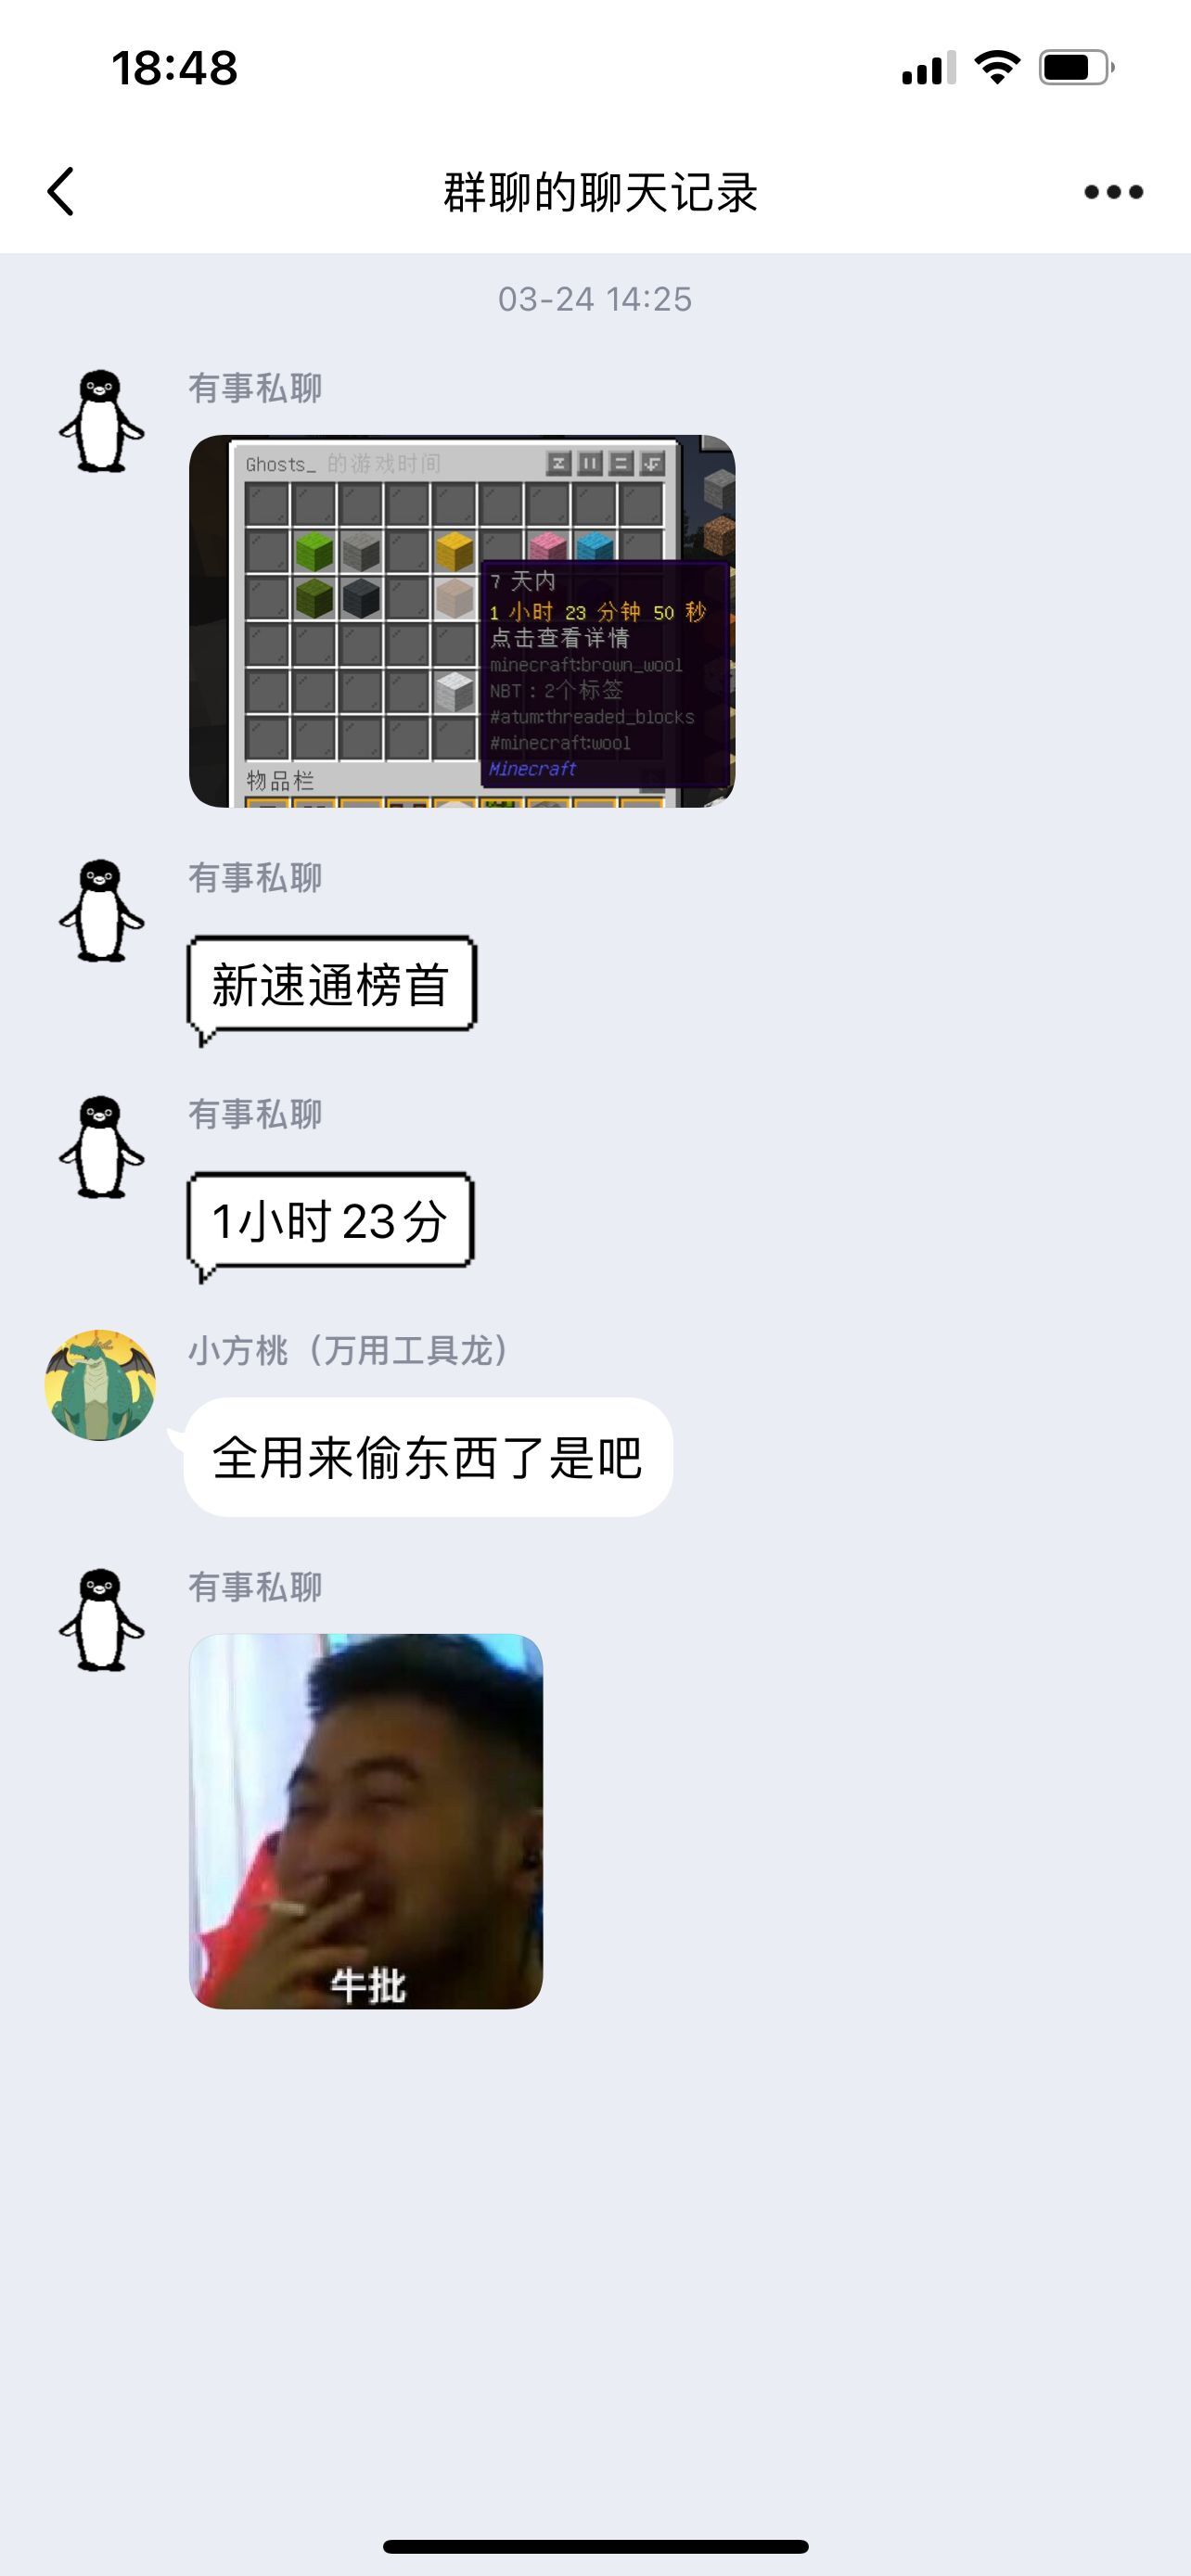 18:48
群聊的聊天记录
03-24 14:25
有事私聊
Ghosts_ 的游戏时间
7 天内
1 小时 23 分钟 50 秒
点击查看详情
minecraft:brown_wool
NBT : 2个标签
#atum:threaded_blocks
#minecraft:wool
Minecraft
物品栏
有事私聊
新速通榜首
有事私聊
1小时23分
小方桃（万用工具龙）
全用来偷东西了是吧
有事私聊
牛批